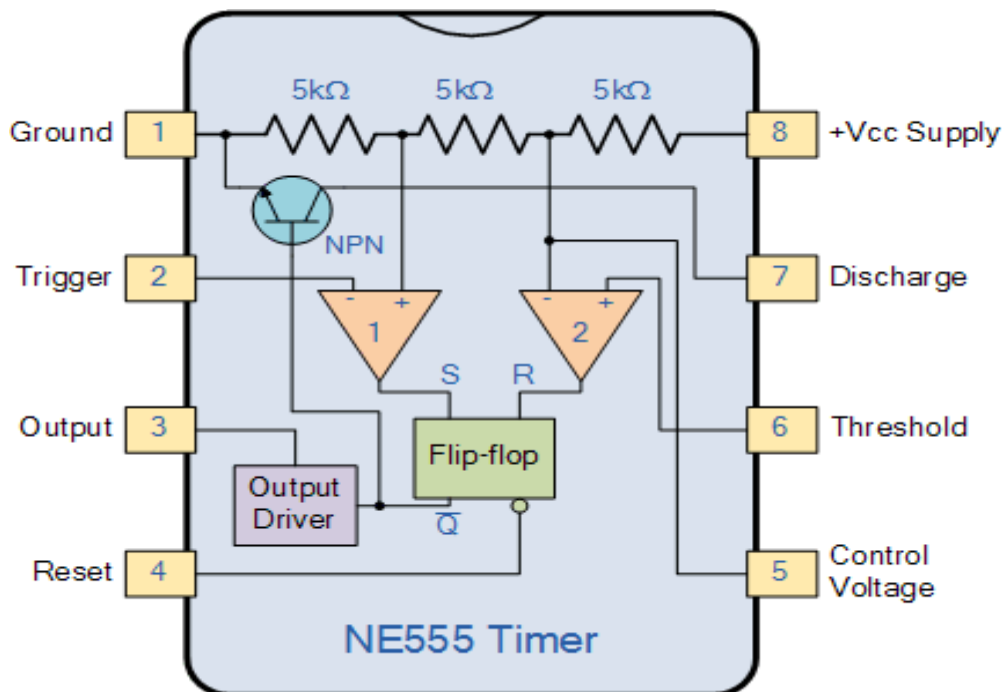 5kΩ 5kΩ 5kΩ
Ground 1
8 +Vcc Supply
NPN
Trigger 2
7 Discharge
- +
- +
1
2
S R
Output 3
6 Threshold
Flip-flop
Output
Driver
Q̅
Reset 4
5 Control
Voltage
NE555 Timer